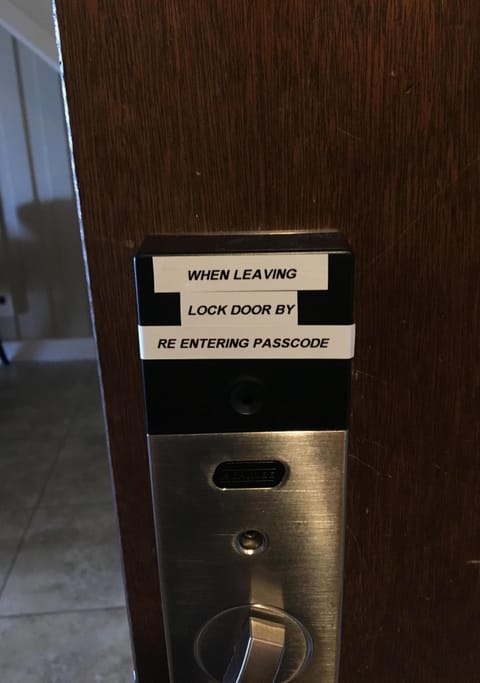 WHEN LEAVING
LOCK DOOR BY
RE ENTERING PASSCODE